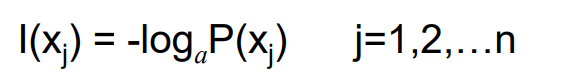 I(xⱼ) = -logₐP(xⱼ) j=1,2,…n